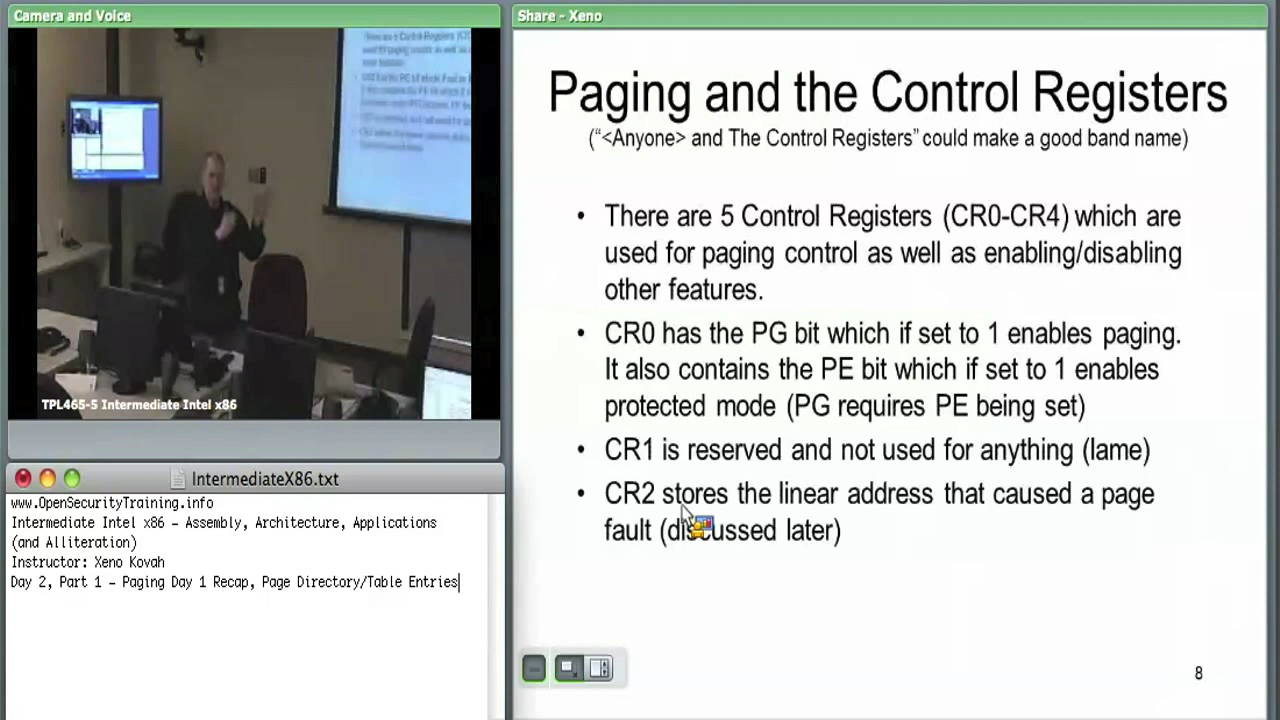 Camera and Voice
TPL465-5 Intermediate Intel x86
IntermediateX86.txt
www.OpenSecurityTraining.info
Intermediate Intel x86 – Assembly, Architecture, Applications
(and Alliteration)
Instructor: Xeno Kovah
Day 2, Part 1 – Paging Day 1 Recap, Page Directory/Table Entries
Share - Xeno
Paging and the Control Registers
("<Anyone> and The Control Registers" could make a good band name)
• There are 5 Control Registers (CR0-CR4) which are
used for paging control as well as enabling/disabling
other features.
• CR0 has the PG bit which if set to 1 enables paging.
It also contains the PE bit which if set to 1 enables
protected mode (PG requires PE being set)
• CR1 is reserved and not used for anything (lame)
• CR2 stores the linear address that caused a page
fault (discussed later)
8